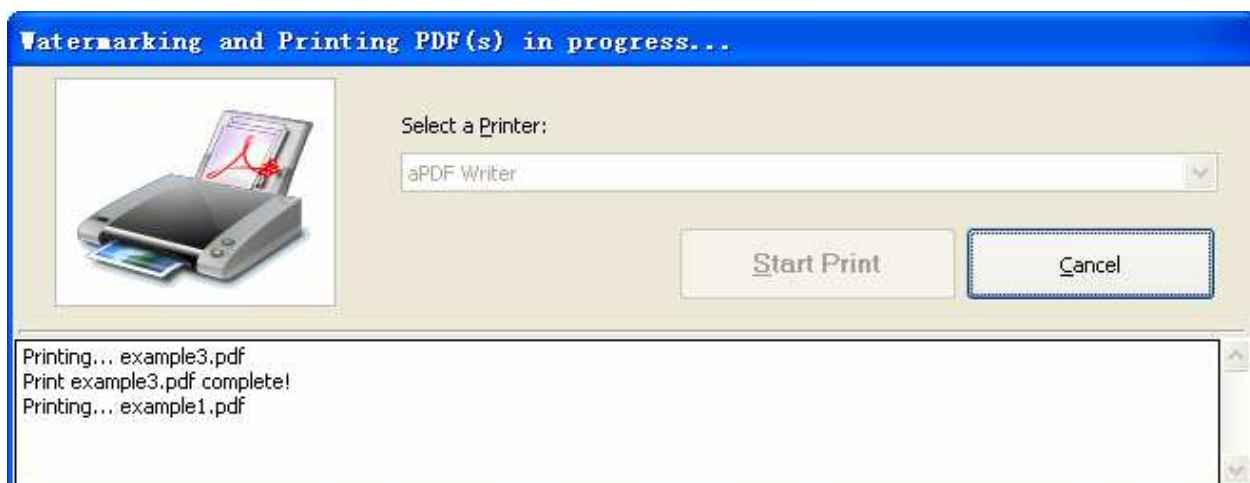 Watermarking and Printing PDF(s) in progress...
Select a Printer:
aPDF Writer
Start Print
Cancel
Printing... example3.pdf
Print example3.pdf complete!
Printing... example1.pdf